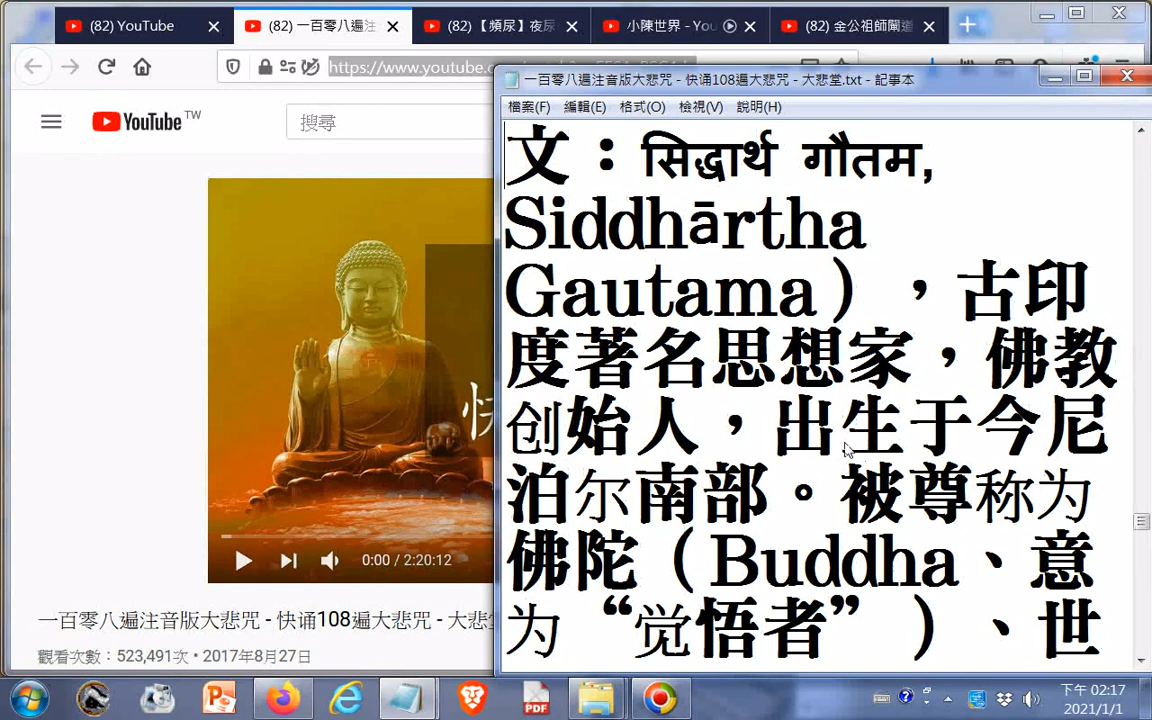 (82) YouTube
(82) 一百零八遍注
(82) 【頻尿】夜尿
小陳世界 - You
(82) 金公祖師闡道
https://www.youtube.c
一百零八遍注音版大悲咒 - 快诵108遍大悲咒 - 大悲堂.txt - 記事本
檔案(F) 編輯(E) 格式(O) 檢視(V) 說明(H)
YouTube TW
搜尋
文：सिद्धार्थ गौतम,
Siddhārtha
Gautama），古印
度著名思想家，佛教
创始人，出生于今尼
泊尔南部。被尊称为
佛陀（Buddha、意
为“觉悟者”）、世
快
0:00 / 2:20:12
一百零八遍注音版大悲咒 - 快诵108遍大悲咒 - 大悲
觀看次數：523,491次 • 2017年8月27日
PDF
下午 02:17
2021/1/1